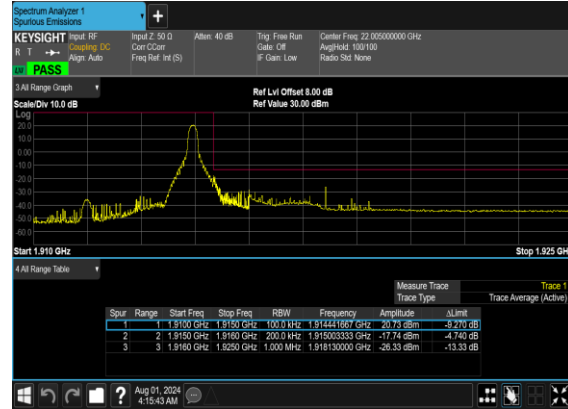 Spectrum Analyzer 1
Spurious Emissions
+
KEYSIGHT Input: RF Input Z: 50 Ω Atten: 40 dB Trig: Free Run Center Freq: 22.005000000 GHz
R T Coupling: DC Corr CCorr Gate: Off Avg|Hold: 100/100
Align: Auto Freq Ref: Int (S) IF Gain: Low Radio Std: None
PASS
3 All Range Graph
Ref Lvl Offset 8.00 dB
Scale/Div 10.0 dB Ref Value 30.00 dBm
Log
20.0
10.0
0.00
-10.0
-20.0
-30.0
-40.0
-50.0
-60.0
Start 1.910 GHz Stop 1.925 GH
4 All Range Table
Measure Trace Trace 1
Trace Type Trace Average (Active)
Spur Range Start Freq Stop Freq RBW Frequency Amplitude ΔLimit
1 1 1.9100 GHz 1.9150 GHz 100.0 kHz 1.914441667 GHz 20.73 dBm -9.270 dB
2 2 1.9150 GHz 1.9160 GHz 200.0 kHz 1.915003333 GHz -17.74 dBm -4.740 dB
3 3 1.9160 GHz 1.9250 GHz 1.000 MHz 1.918130000 GHz -26.33 dBm -13.33 dB
? Aug 01, 2024
4:15:43 AM